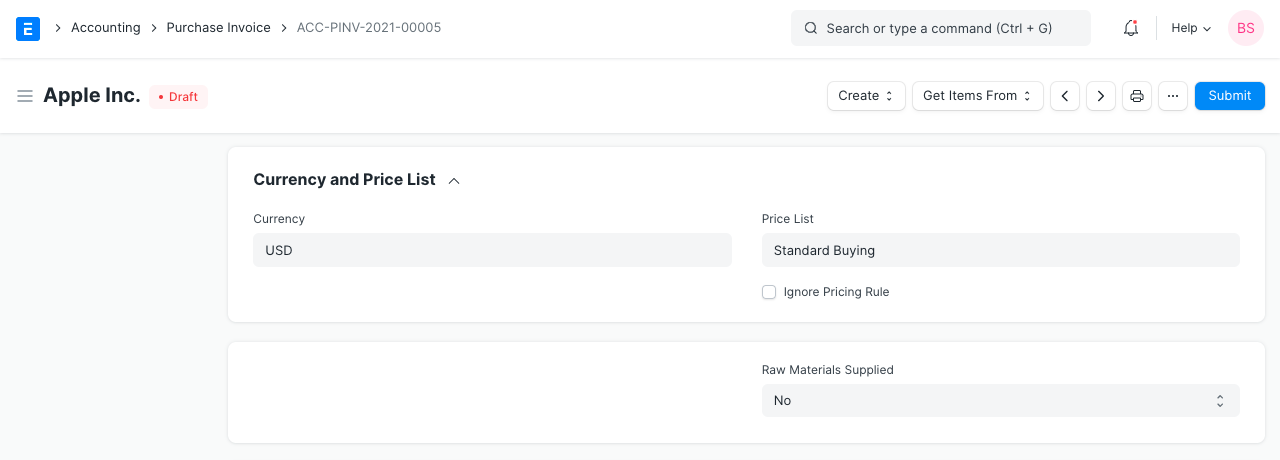 E Accounting Purchase Invoice ACC-PINV-2021-00005 Search or type a command (Ctrl + G) Help BS
Apple Inc. • Draft Create Get Items From ... Submit
Currency and Price List
Currency Price List
USD Standard Buying
Ignore Pricing Rule
Raw Materials Supplied
No